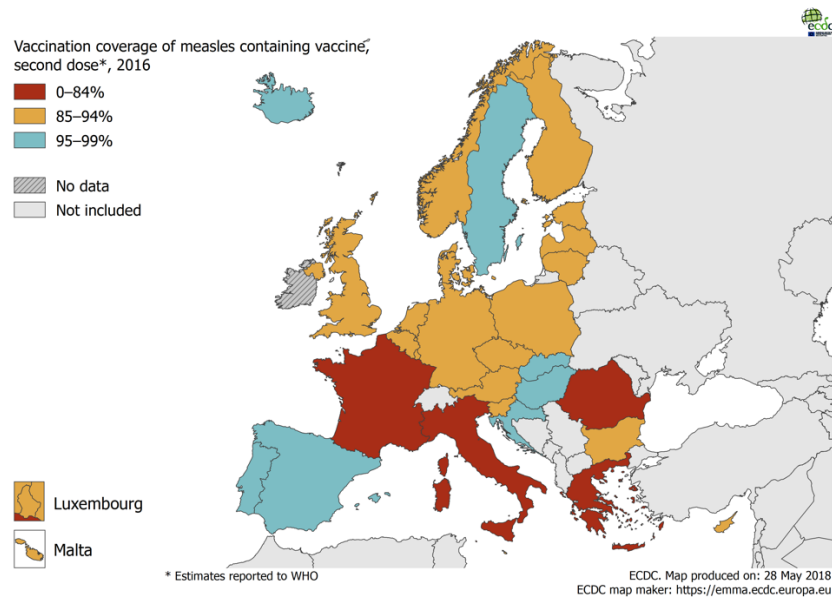 ecdc
Vaccination coverage of measles containing vaccine,
second dose*, 2016
0–84%
85–94%
95–99%
No data
Not included
Luxembourg
Malta
* Estimates reported to WHO
ECDC. Map produced on: 28 May 2018
ECDC map maker: https://emma.ecdc.europa.eu